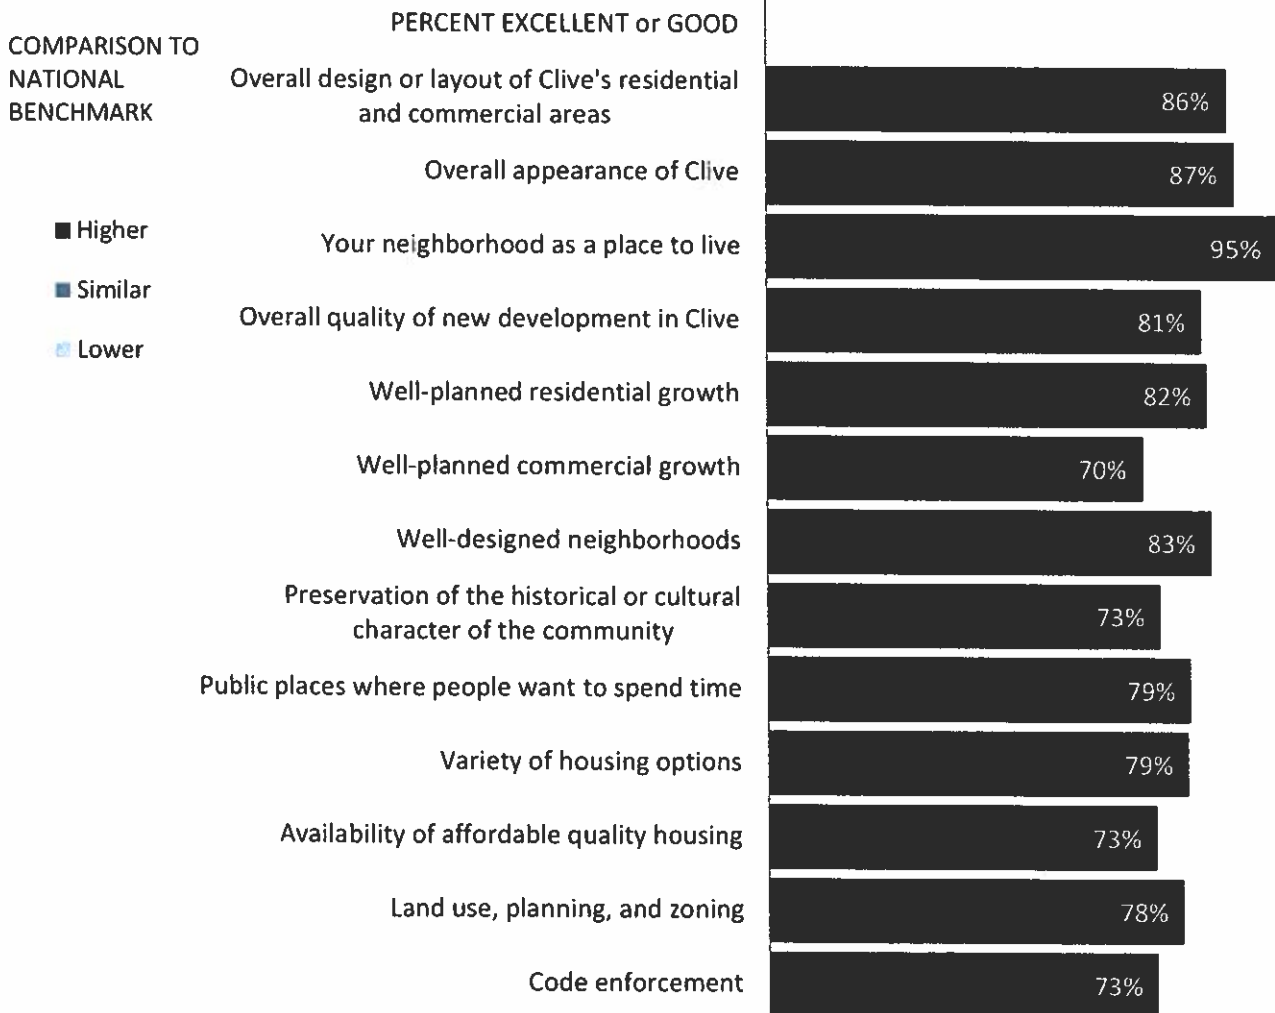 PERCENT EXCELLENT or GOOD
COMPARISON TO
NATIONAL
BENCHMARK
Higher
Similar
Lower
Overall design or layout of Clive's residential
and commercial areas
86%
Overall appearance of Clive
87%
Your neighborhood as a place to live
95%
Overall quality of new development in Clive
81%
Well-planned residential growth
82%
Well-planned commercial growth
70%
Well-designed neighborhoods
83%
Preservation of the historical or cultural
character of the community
73%
Public places where people want to spend time
79%
Variety of housing options
79%
Availability of affordable quality housing
73%
Land use, planning, and zoning
78%
Code enforcement
73%